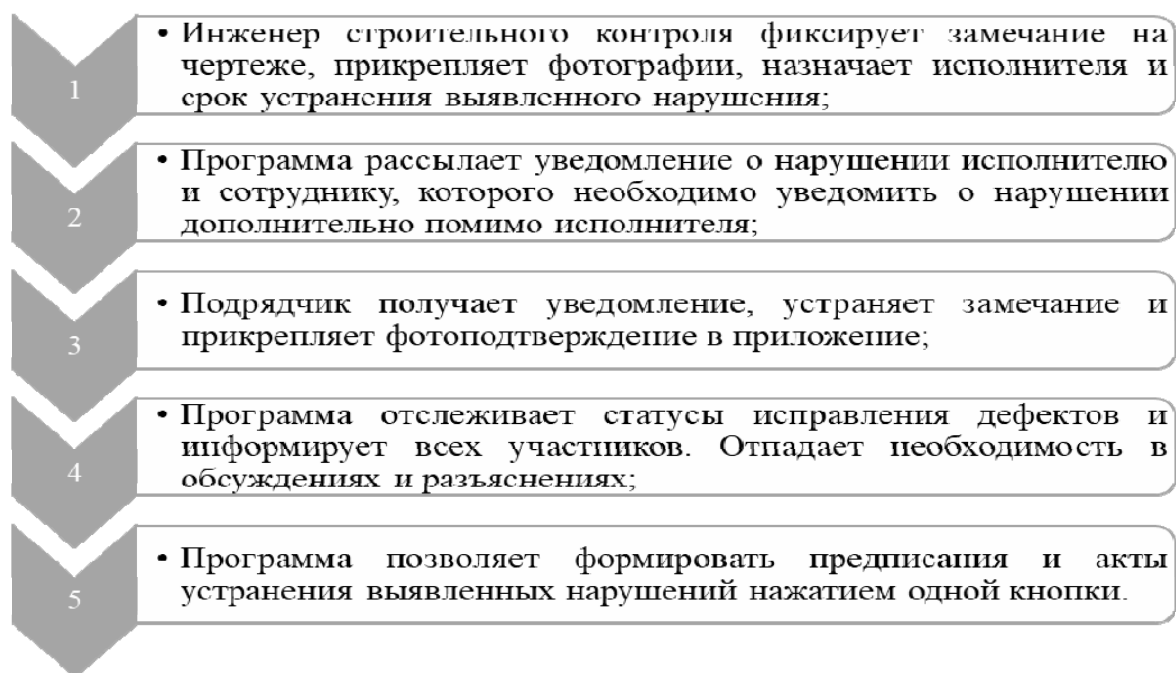 1
• Инженер строительного контроля фиксирует замечание на
чертеже, прикрепляет фотографии, назначает исполнителя и
срок устранения выявленного нарушения;
2
• Программа рассылает уведомление о нарушении исполнителю
и сотруднику, которого необходимо уведомить о нарушении
дополнительно помимо исполнителя;
3
• Подрядчик получает уведомление, устраняет замечание и
прикрепляет фотоподтверждение в приложение;
4
• Программа отслеживает статусы исправления дефектов и
информирует всех участников. Отпадает необходимость в
обсуждениях и разъяснениях;
5
• Программа позволяет формировать предписания и акты
устранения выявленных нарушений нажатием одной кнопки.